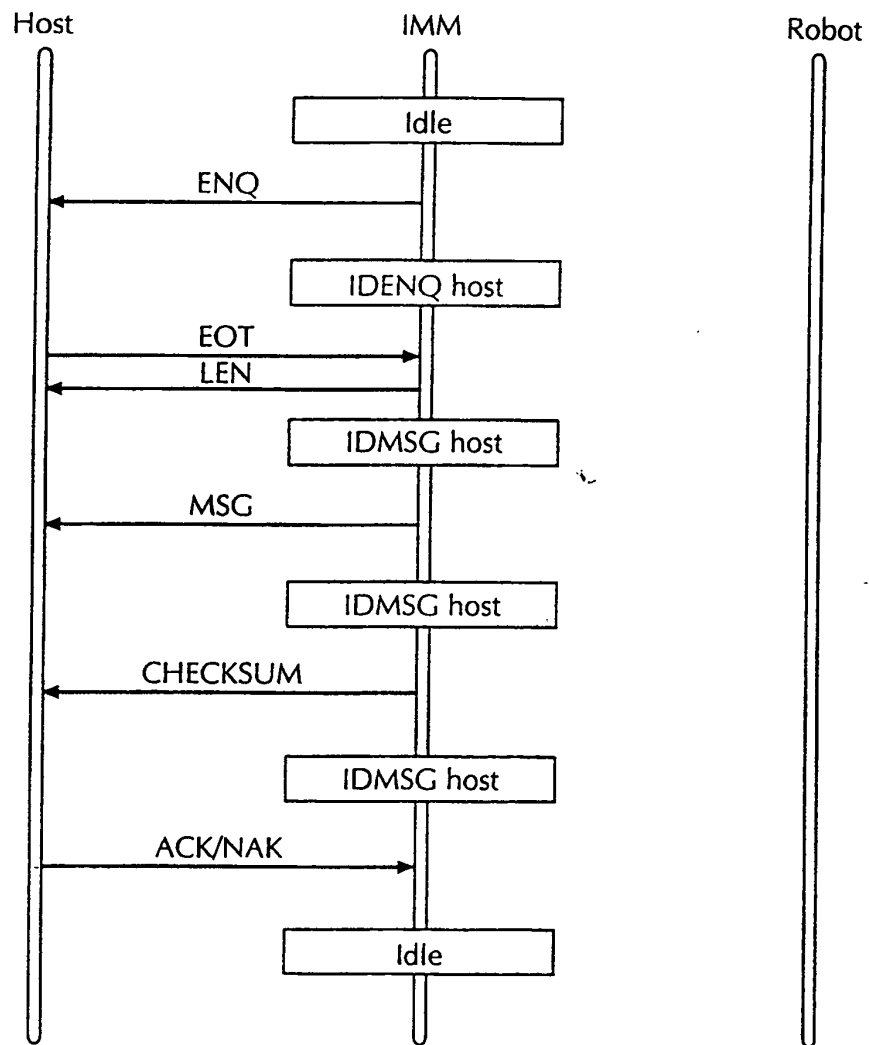 Host
IMM
Robot
Idle
ENQ
IDENQ host
EOT
LEN
IDMSG host
MSG
IDMSG host
CHECKSUM
IDMSG host
ACK/NAK
Idle